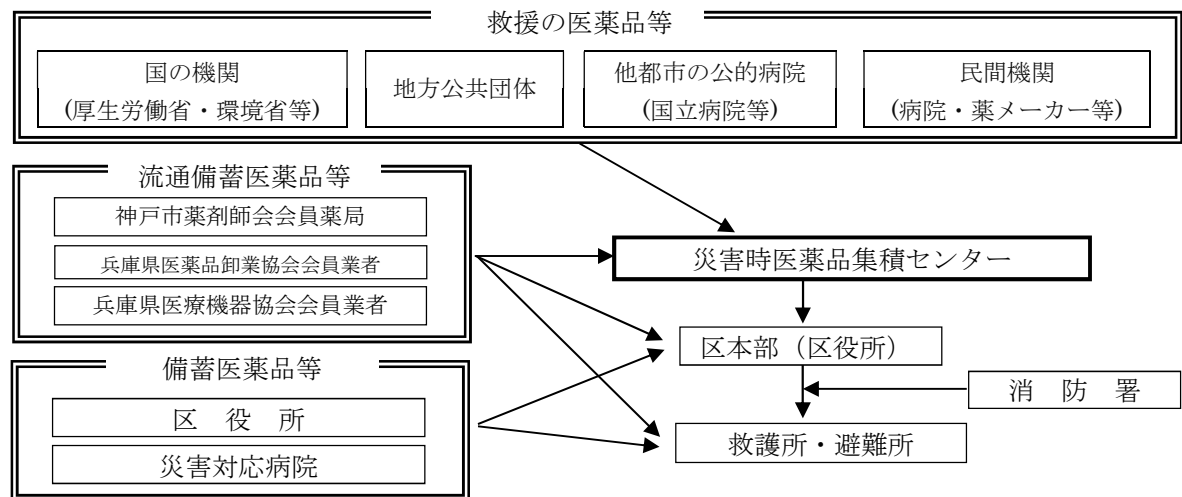 救援の医薬品等
国の機関
(厚生労働省・環境省等)
地方公共団体
他都市の公的病院
(国立病院等)
民間機関
(病院・薬メーカー等)
流通備蓄医薬品等
神戸市薬剤師会会員薬局
兵庫県医薬品卸業協会会員業者
兵庫県医療機器協会会員業者
災害時医薬品集積センター
区本部（区役所）
備蓄医薬品等
区 役 所
災害対応病院
消 防 署
救護所・避難所